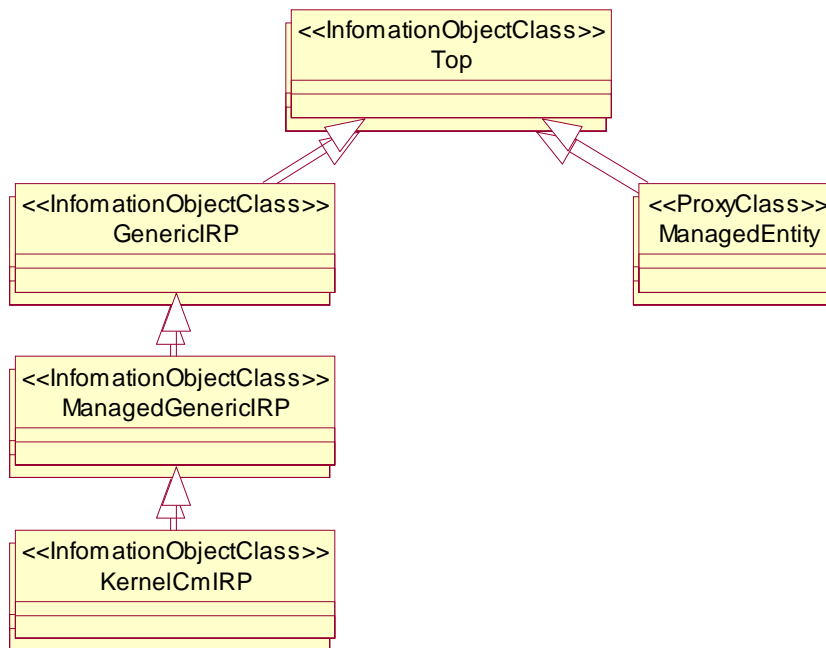 <<InfomationObjectClass>>
Top
<<InfomationObjectClass>>
GenericIRP
<<ProxyClass>>
ManagedEntity
<<InfomationObjectClass>>
ManagedGenericIRP
<<InfomationObjectClass>>
KernelCmIRP